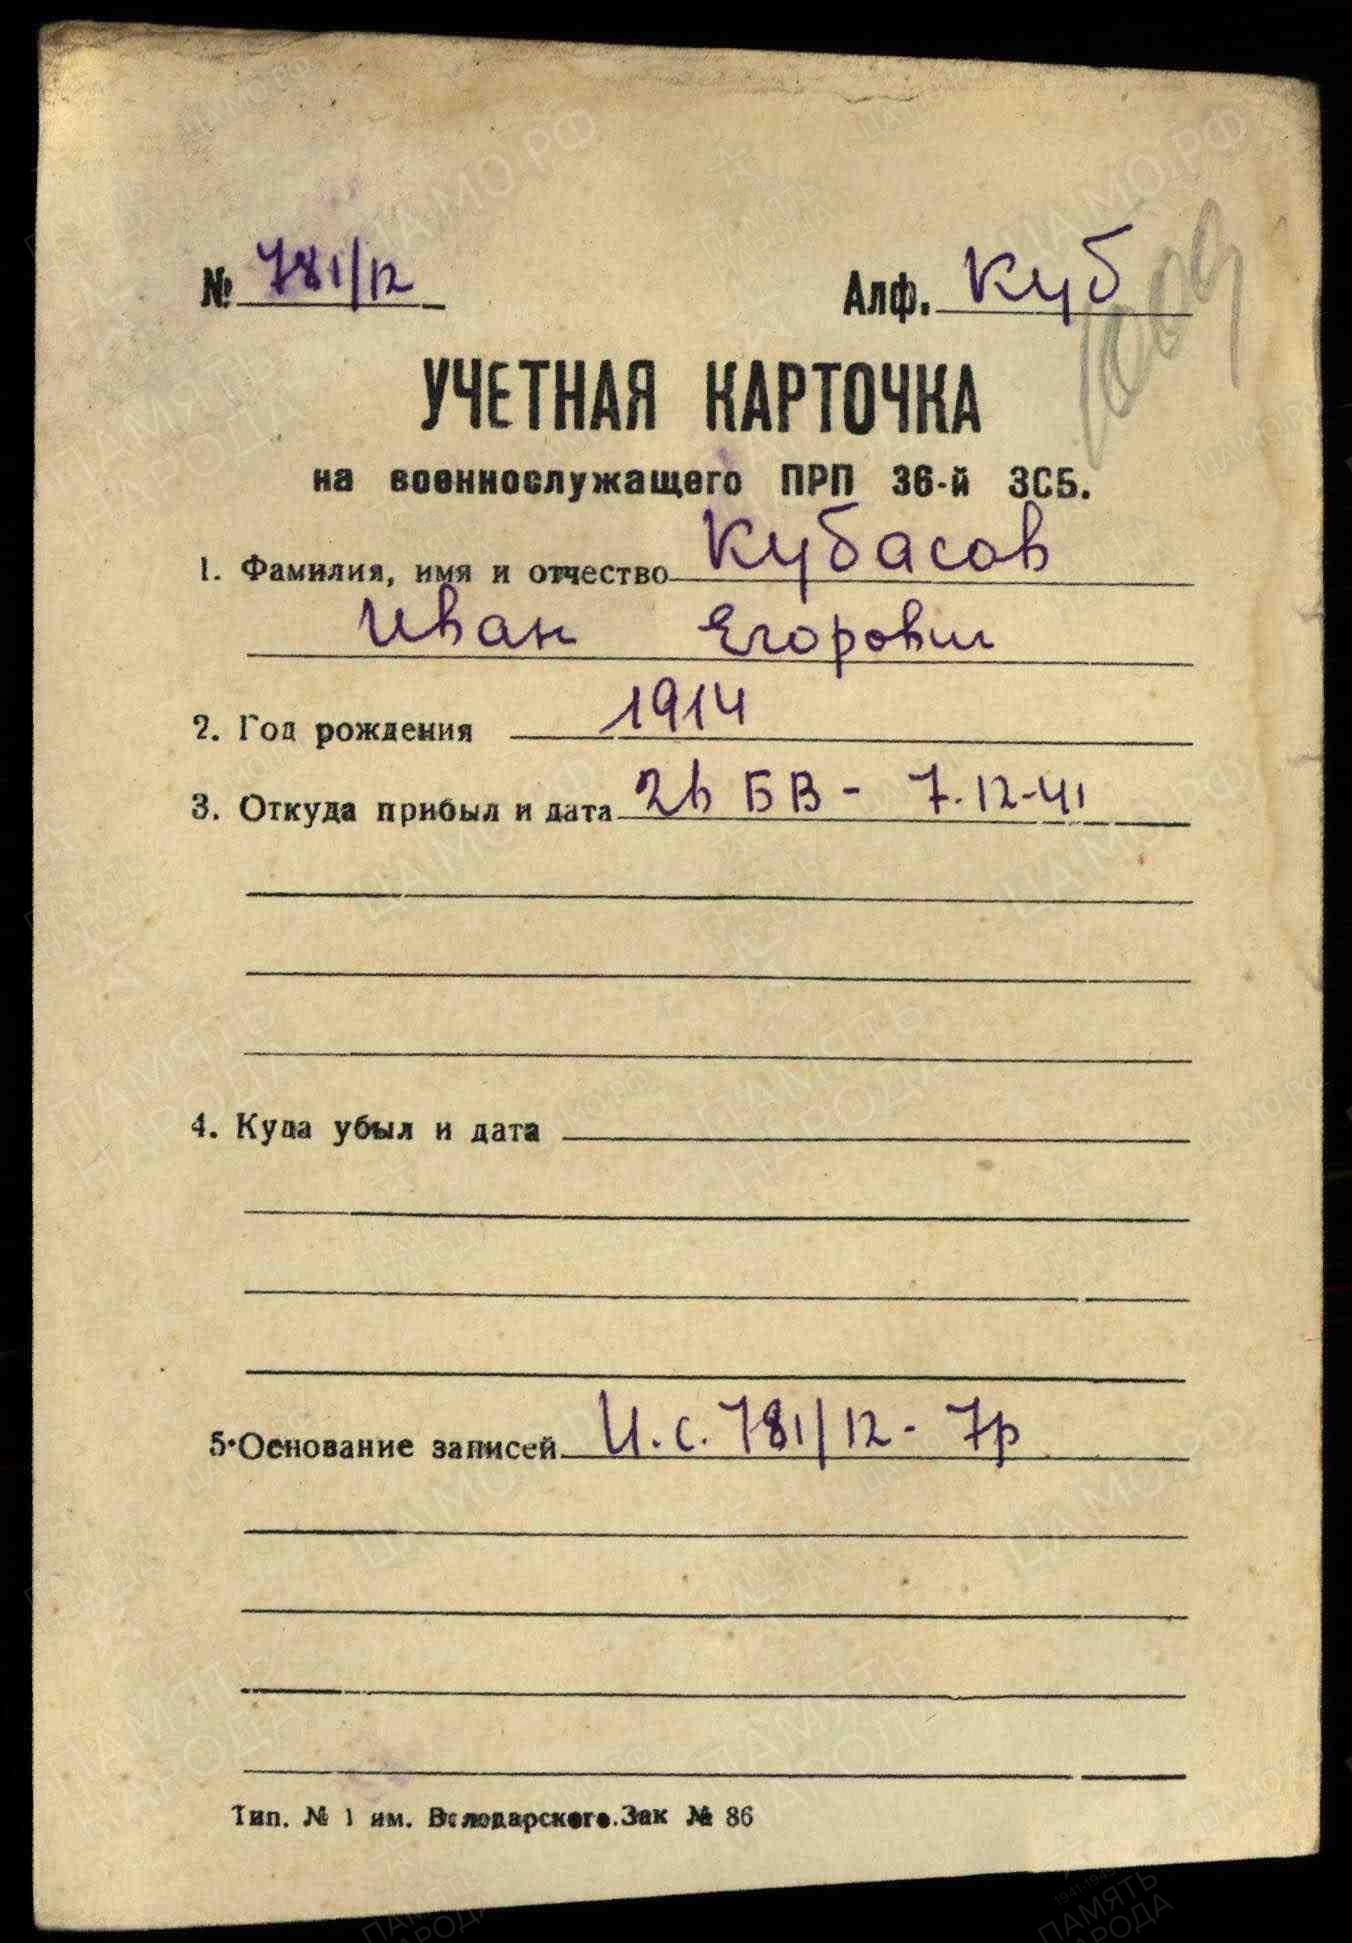 № 781/12 Алф. Куб
1009
УЧЕТНАЯ КАРТОЧКА
на военнослужащего ПРП 36-й ЗСБ.
1. Фамилия, имя и отчество Кубасов
Иван Егорович
2. Год рождения 1914
3. Откуда прибыл и дата 2в БВ - 7.12-41
4. Куда убыл и дата
5. Основание записей И.с. 781/12 - 7р
Тип. № 1 им. Володарского. Зак № 86